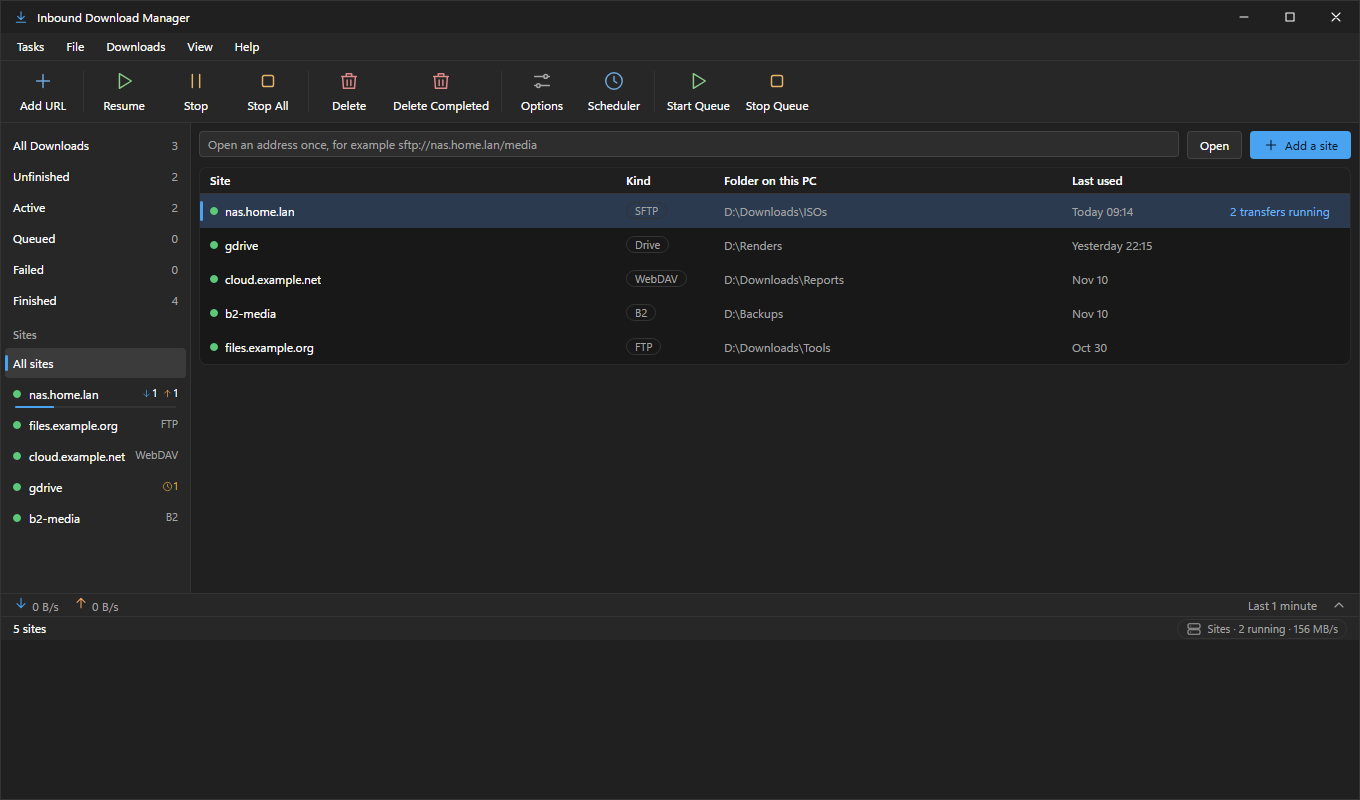 Inbound Download Manager
Tasks File Downloads View Help
Add URL Resume Stop Stop All Delete Delete Completed Options Scheduler Start Queue Stop Queue
All Downloads 3
Unfinished 2
Active 2
Queued 0
Failed 0
Finished 4
Sites
All sites
nas.home.lan ↓1 ↑1
files.example.org FTP
cloud.example.net WebDAV
gdrive 1
b2-media B2
Open an address once, for example sftp://nas.home.lan/media Open + Add a site
Site Kind Folder on this PC Last used
nas.home.lan SFTP D:\Downloads\ISOs Today 09:14 2 transfers running
gdrive Drive D:\Renders Yesterday 22:15
cloud.example.net WebDAV D:\Downloads\Reports Nov 10
b2-media B2 D:\Backups Nov 10
files.example.org FTP D:\Downloads\Tools Oct 30
↓ 0 B/s ↑ 0 B/s Last 1 minute
5 sites Sites · 2 running · 156 MB/s